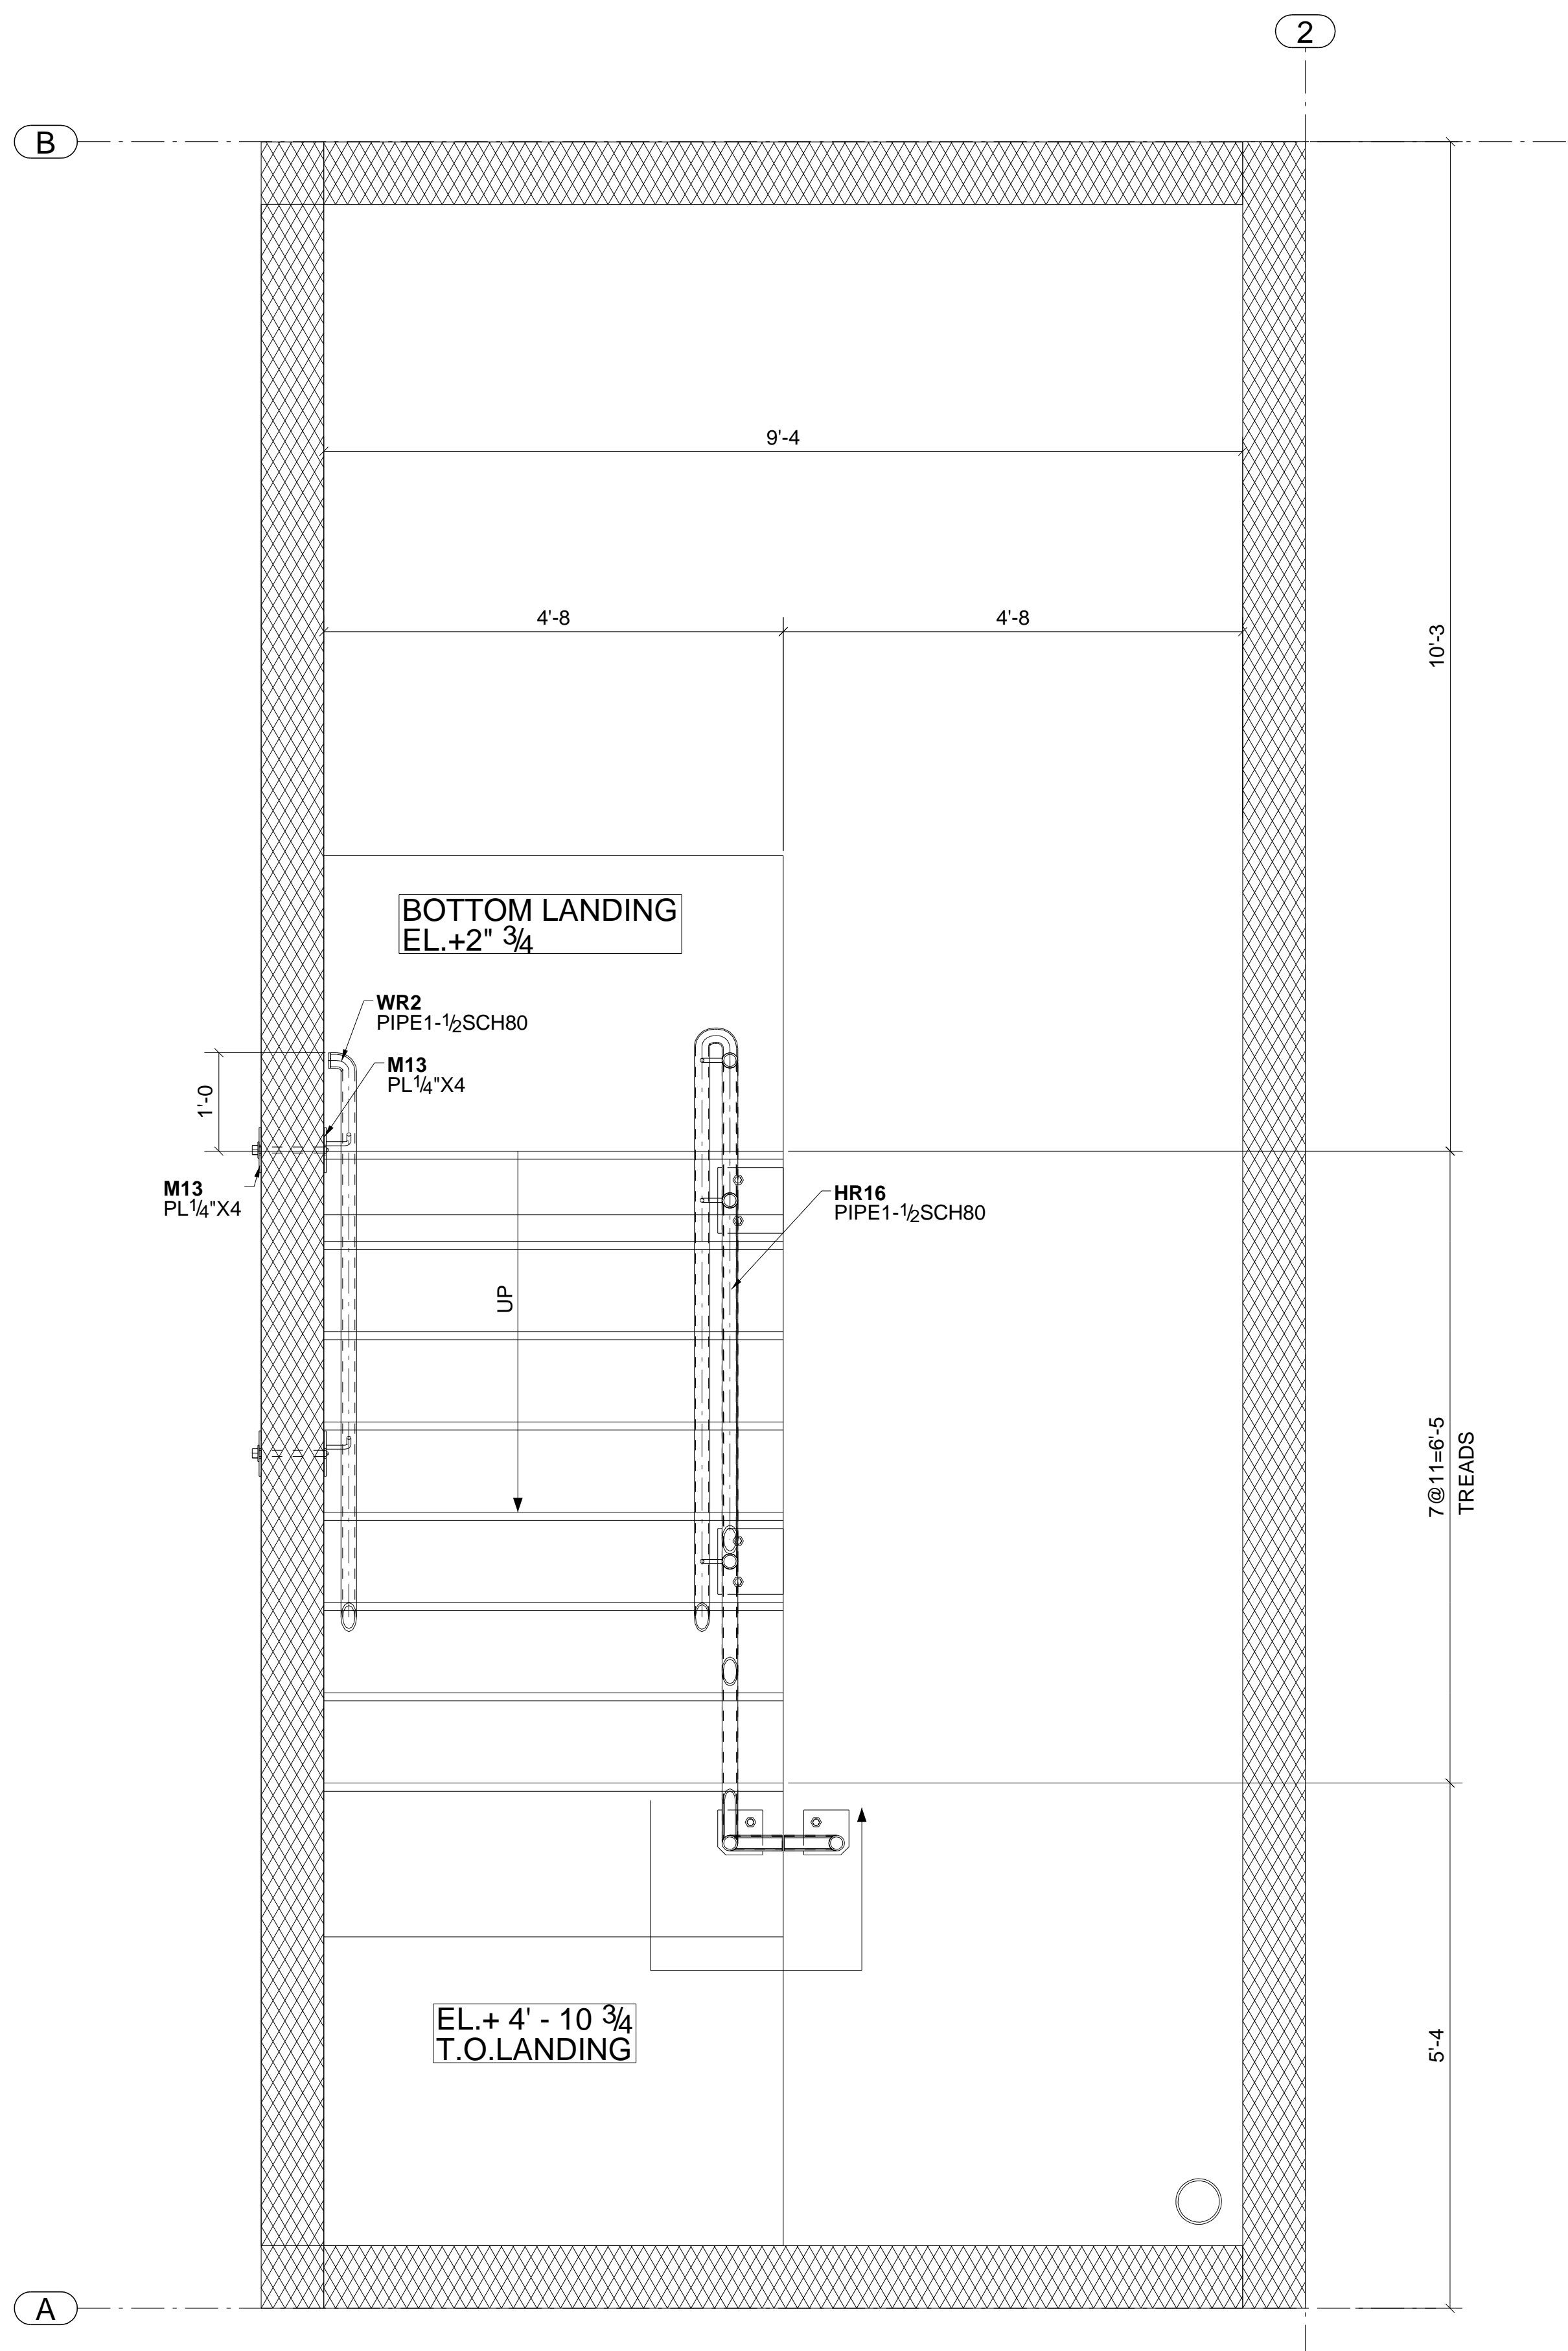 2
B
9'-4
4'-8
4'-8
10'-3
BOTTOM LANDING
EL.+2" 3/4
WR2
PIPE1-1/2SCH80
M13
PL1/4"X4
1'-0
M13
PL1/4"X4
HR16
PIPE1-1/2SCH80
UP
7@11=6'-5
TREADS
EL.+ 4' - 10 3/4
T.O.LANDING
5'-4
A